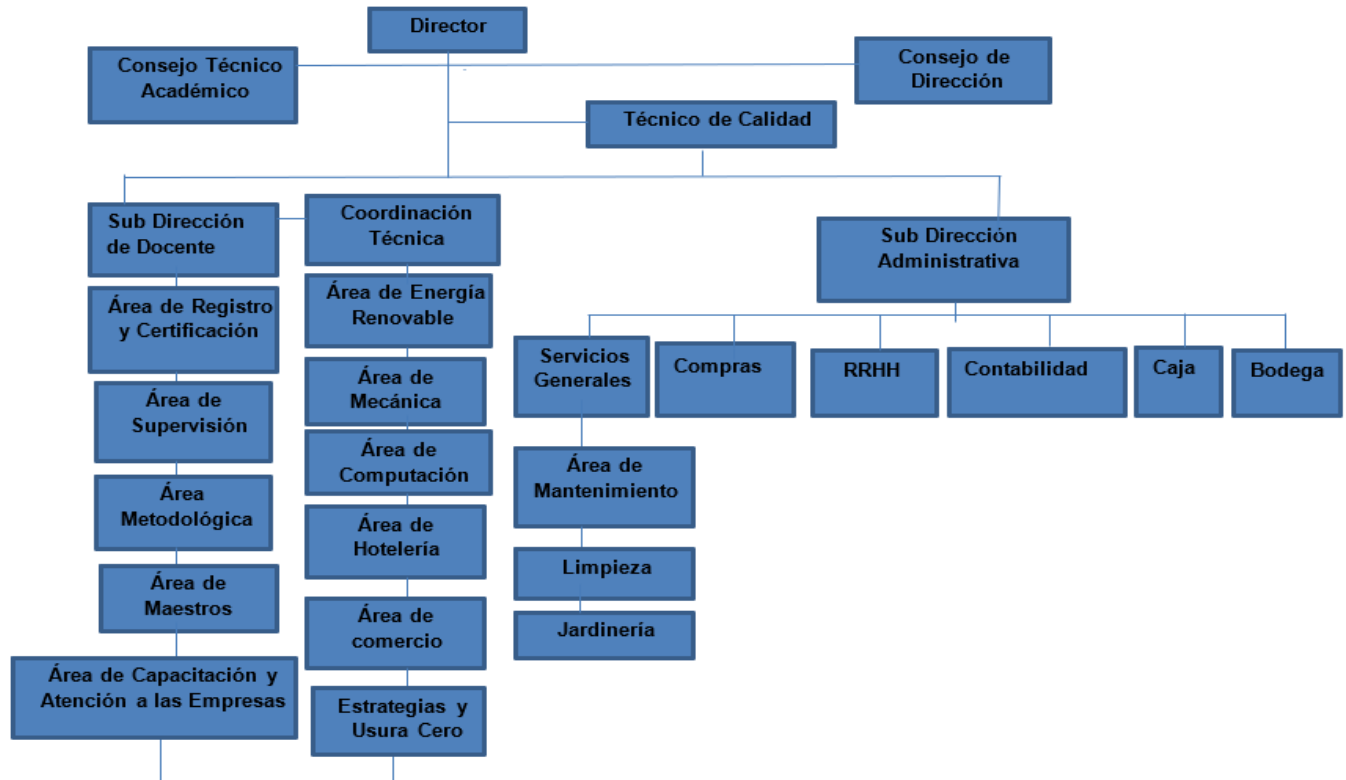 Director
Consejo Técnico
Académico
Consejo de
Dirección
Técnico de Calidad
Sub Dirección
de Docente
Coordinación
Técnica
Sub Dirección
Administrativa
Área de Registro
y Certificación
Área de Energía
Renovable
Servicios
Generales
Compras
RRHH
Contabilidad
Caja
Bodega
Área de
Supervisión
Área de
Mecánica
Área de
Computación
Área de
Mantenimiento
Área
Metodológica
Área de
Hotelería
Limpieza
Área de
Maestros
Área de
comercio
Jardinería
Área de Capacitación y
Atención a las Empresas
Estrategias y
Usura Cero